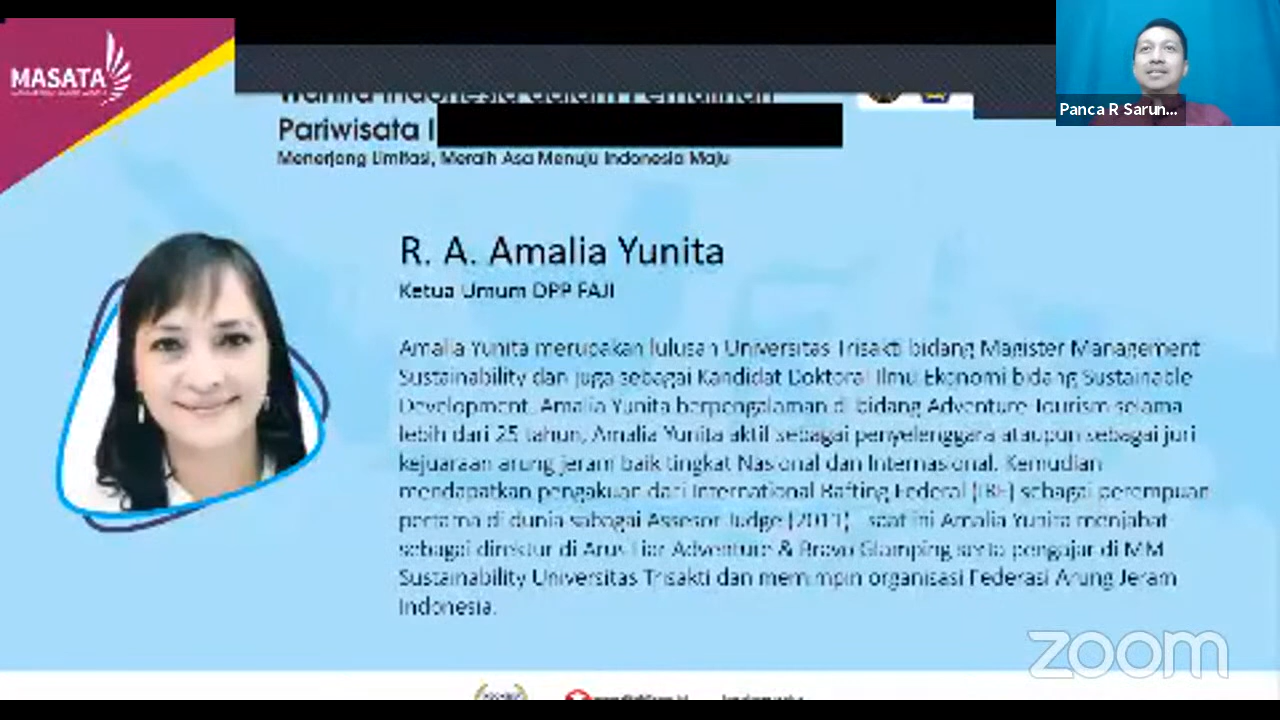 MASATA
Panca R Sarun...
Wanita Indonesia dalam Pemulihan
Pariwisata
Menerjang Limitasi, Meraih Asa Menuju Indonesia Maju
R. A. Amalia Yunita
Ketua Umum DPP FAJI
Amalia Yunita merupakan lulusan Universitas Trisakti bidang Magister Management
Sustainability dan juga sebagai Kandidat Doktoral Ilmu Ekonomi bidang Sustainable
Development. Amalia Yunita berpengalaman di bidang Adventure Tourism selama
lebih dari 25 tahun, Amalia Yunita aktif sebagai penyelenggara ataupun sebagai juri
kejuaraan arung jeram baik tingkat Nasional dan Internasional. Kemudian
mendapatkan pengakuan dari International Rafting Federal (IRF) sebagai perempuan
pertama di dunia sabagai Assesor Judge (2011) saat ini Amalia Yunita menjabat
sebagai direktur di Arus Liar Adventure & Bravo Glamping serta pengajar di MM
Sustainability Universitas Trisakti dan memimpin organisasi Federasi Arung Jeram
Indonesia.
zoom